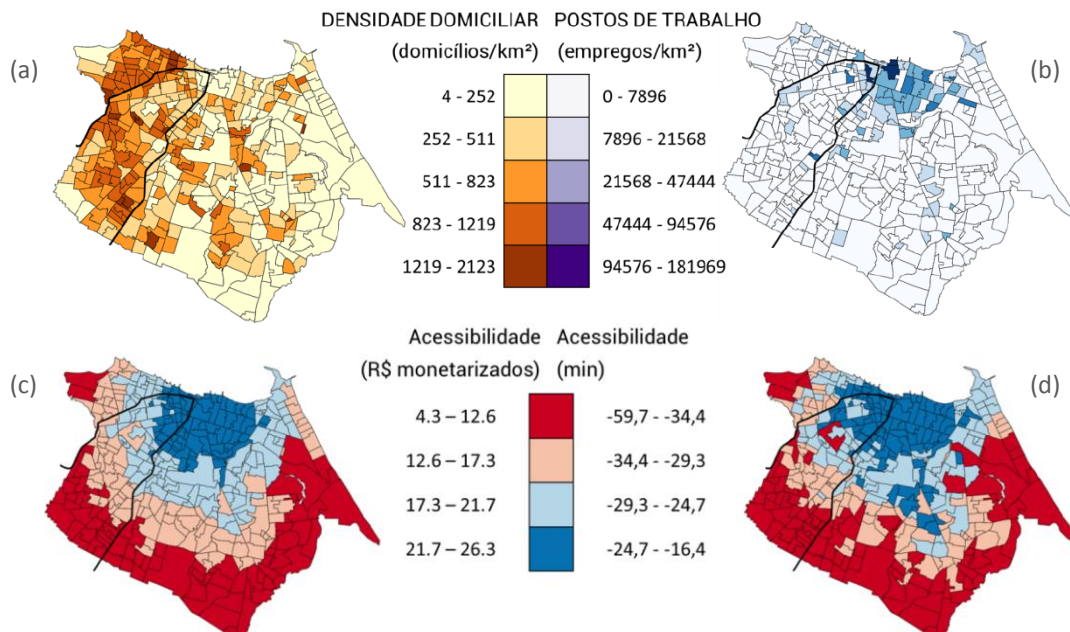 DENSIDADE DOMICILIAR POSTOS DE TRABALHO
(domicílios/km²) (empregos/km²)
(a) (b)
4 - 252 0 - 7896
252 - 511 7896 - 21568
511 - 823 21568 - 47444
823 - 1219 47444 - 94576
1219 - 2123 94576 - 181969
Acessibilidade Acessibilidade
(R$ monetarizados) (min)
(c) (d)
4.3 – 12.6 -59,7 - -34,4
12.6 – 17.3 -34,4 - -29,3
17.3 – 21.7 -29,3 - -24,7
21.7 – 26.3 -24,7 - -16,4